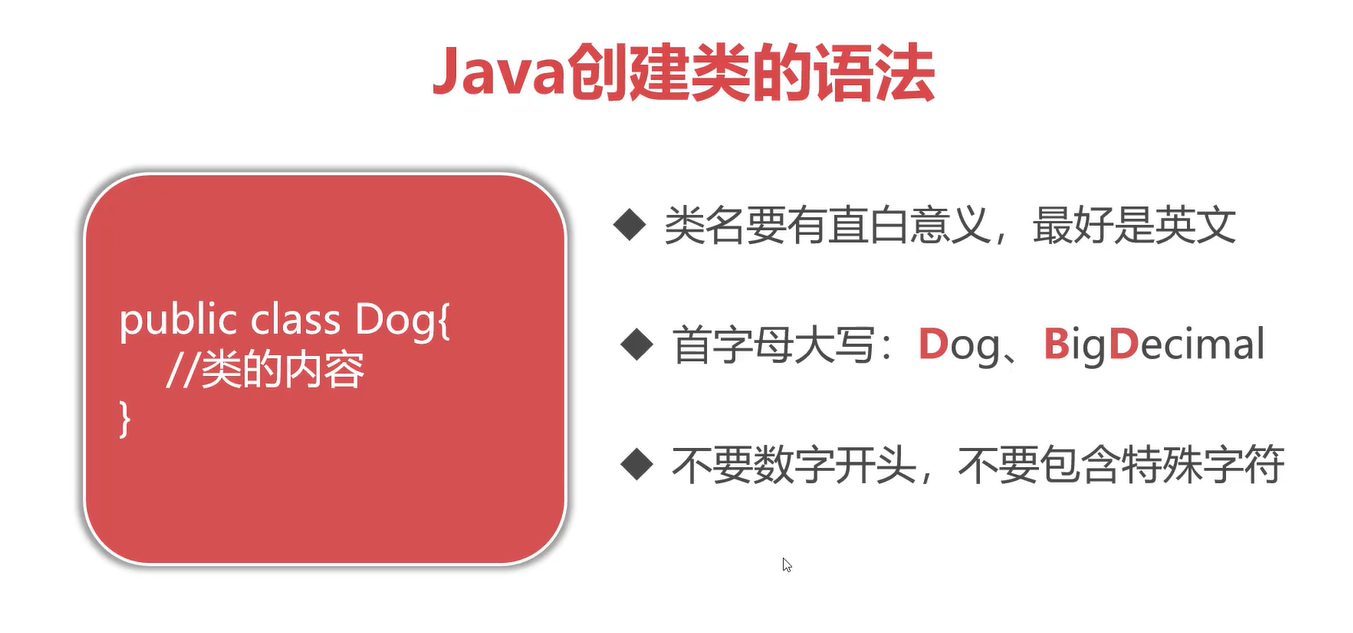 Java创建类的语法
public class Dog{
//类的内容
}
◆ 类名要有直白意义，最好是英文
◆ 首字母大写：Dog、BigDecimal
◆ 不要数字开头，不要包含特殊字符